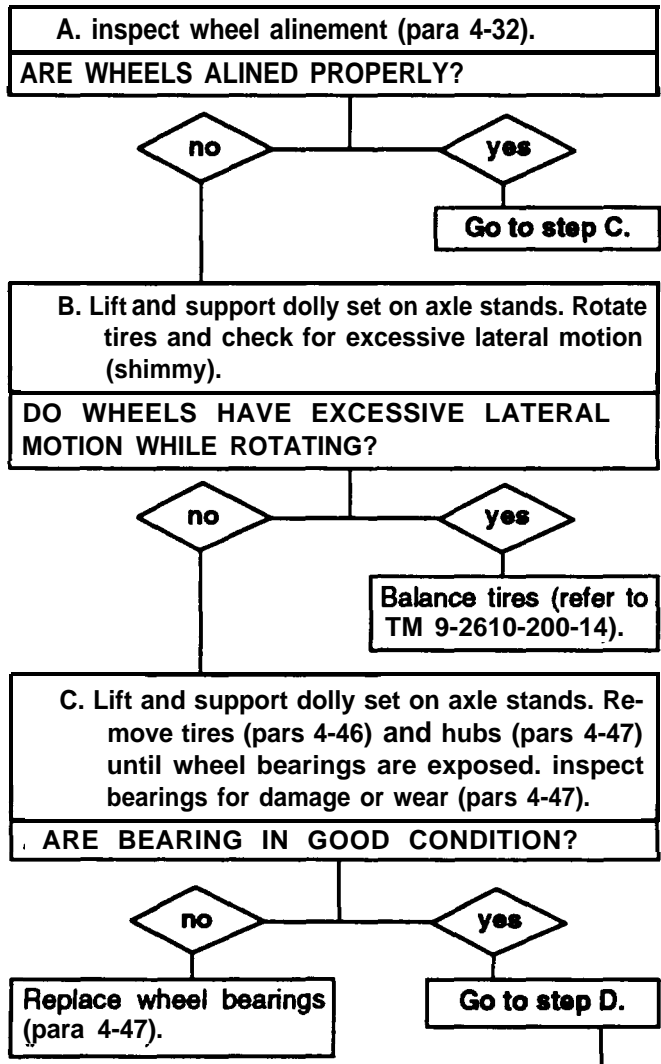 A. inspect wheel alinement (para 4-32).
ARE WHEELS ALINED PROPERLY?
no
yes
Go to step C.
B. Lift and support dolly set on axle stands. Rotate
tires and check for excessive lateral motion
(shimmy).
DO WHEELS HAVE EXCESSIVE LATERAL
MOTION WHILE ROTATING?
no
yes
Balance tires (refer to
TM 9-2610-200-14).
C. Lift and support dolly set on axle stands. Re-
move tires (pars 4-46) and hubs (pars 4-47)
until wheel bearings are exposed. inspect
bearings for damage or wear (pars 4-47).
ARE BEARING IN GOOD CONDITION?
no
yes
Replace wheel bearings
(para 4-47).
Go to step D.